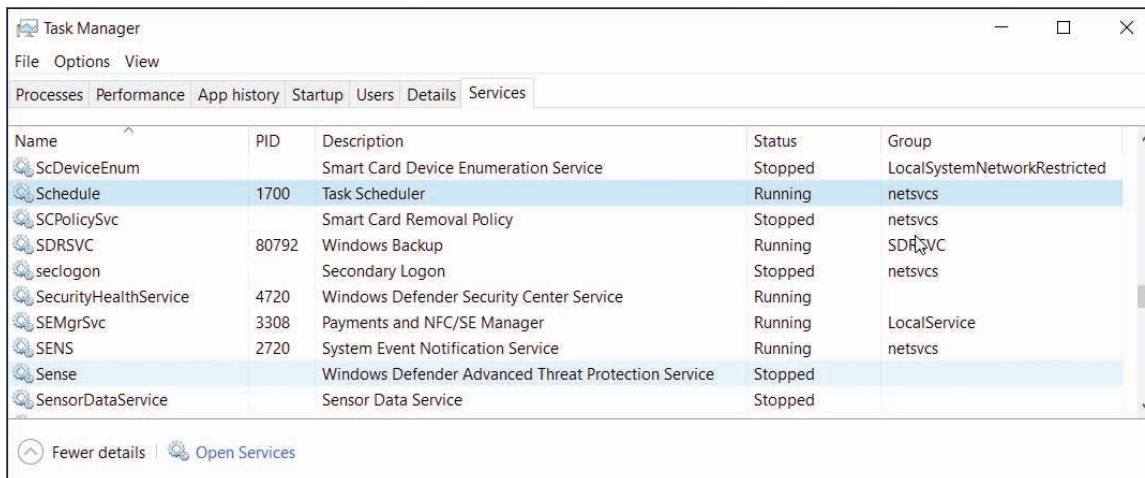 Task Manager
File Options View
Processes Performance App history Startup Users Details Services
Name PID Description Status Group
ScDeviceEnum Smart Card Device Enumeration Service Stopped LocalSystemNetworkRestricted
Schedule 1700 Task Scheduler Running netsvcs
SCPolicySvc Smart Card Removal Policy Stopped netsvcs
SDRSVC 80792 Windows Backup Running SDRSVC
seclogon Secondary Logon Stopped netsvcs
SecurityHealthService 4720 Windows Defender Security Center Service Running
SEMgrSvc 3308 Payments and NFC/SE Manager Running LocalService
SENS 2720 System Event Notification Service Running netsvcs
Sense Windows Defender Advanced Threat Protection Service Stopped
SensorDataService Sensor Data Service Stopped
Fewer details Open Services